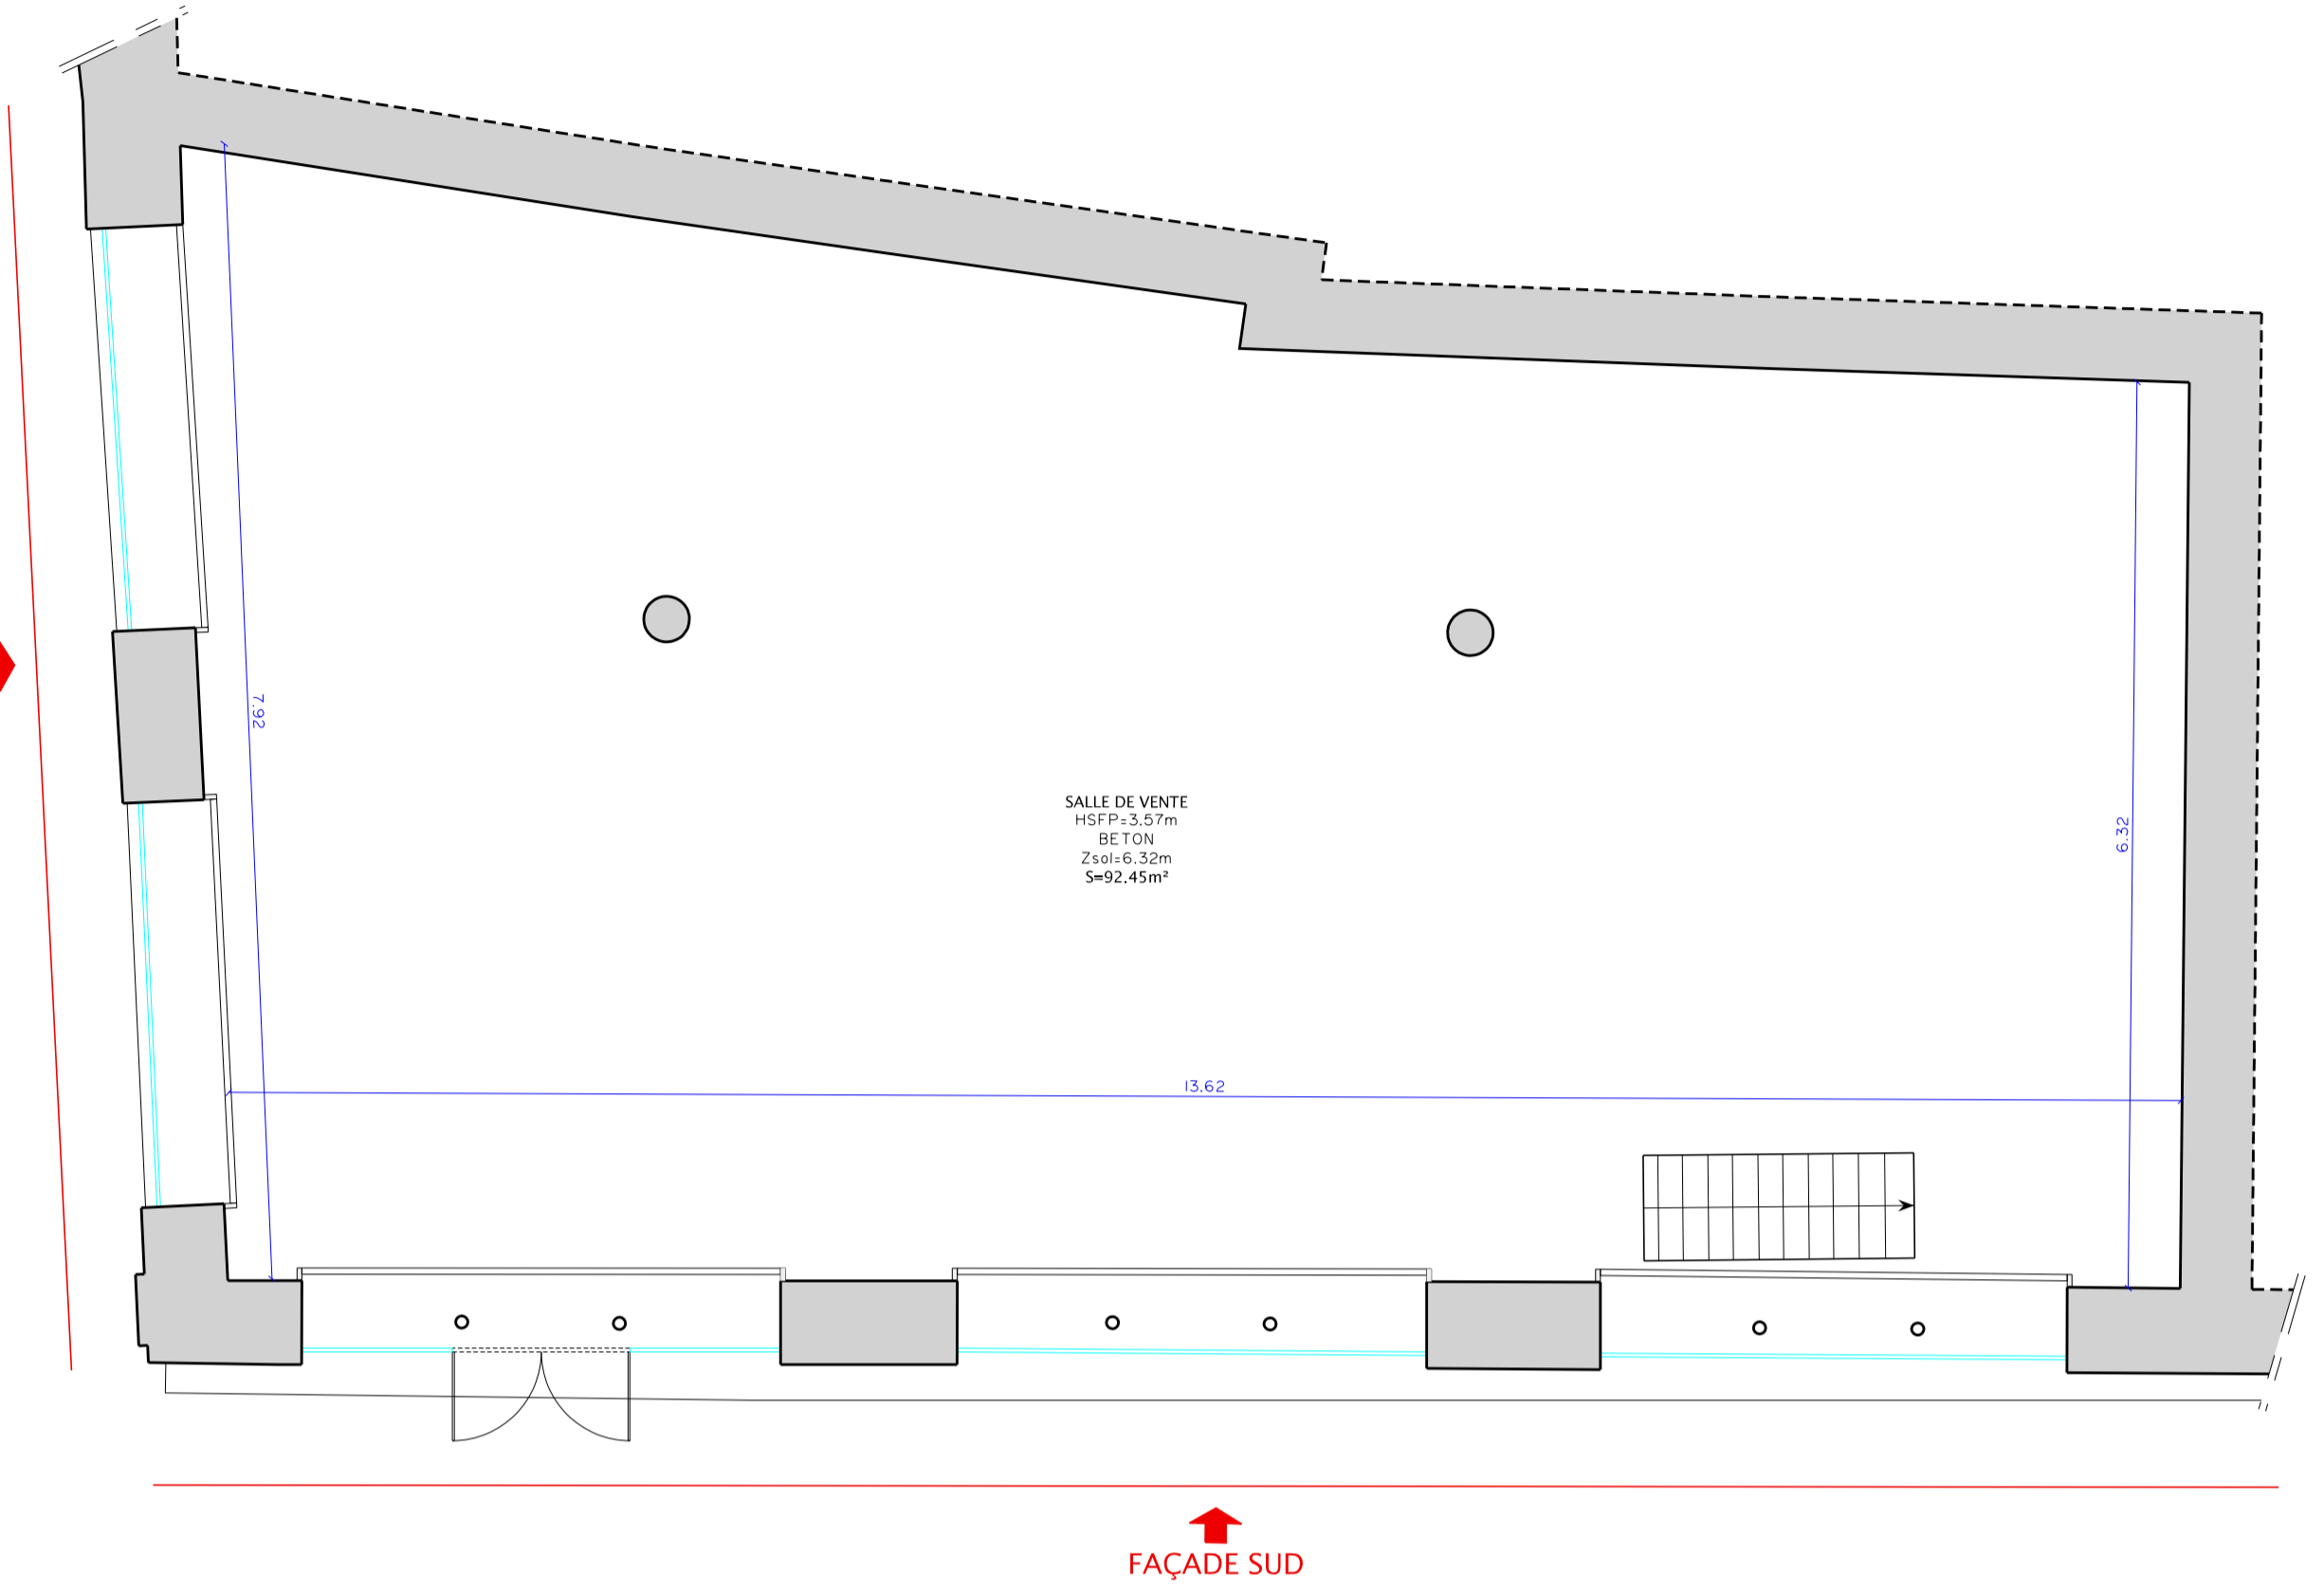 7.92
SALLE DE VENTE
HSFP=3.57m
BETON
Zsol=6.32m
S=92.45m²
6.32
13.62
FAÇADE SUD